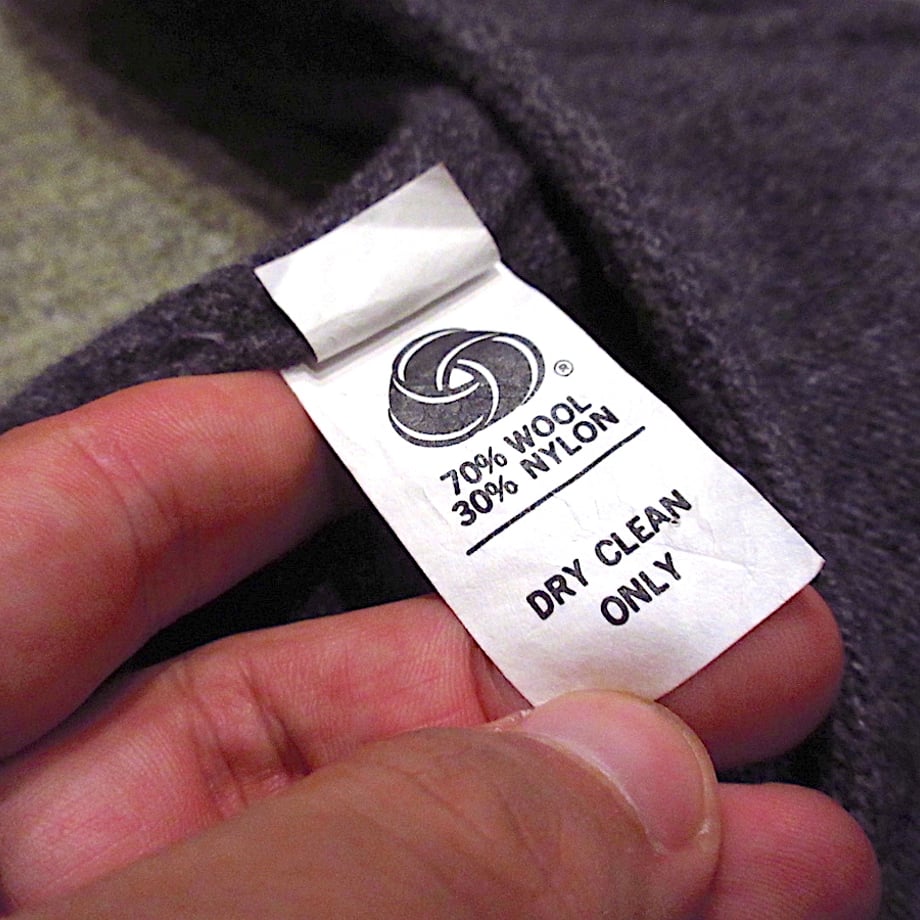 ®
70% WOOL
30% NYLON
DRY CLEAN
ONLY